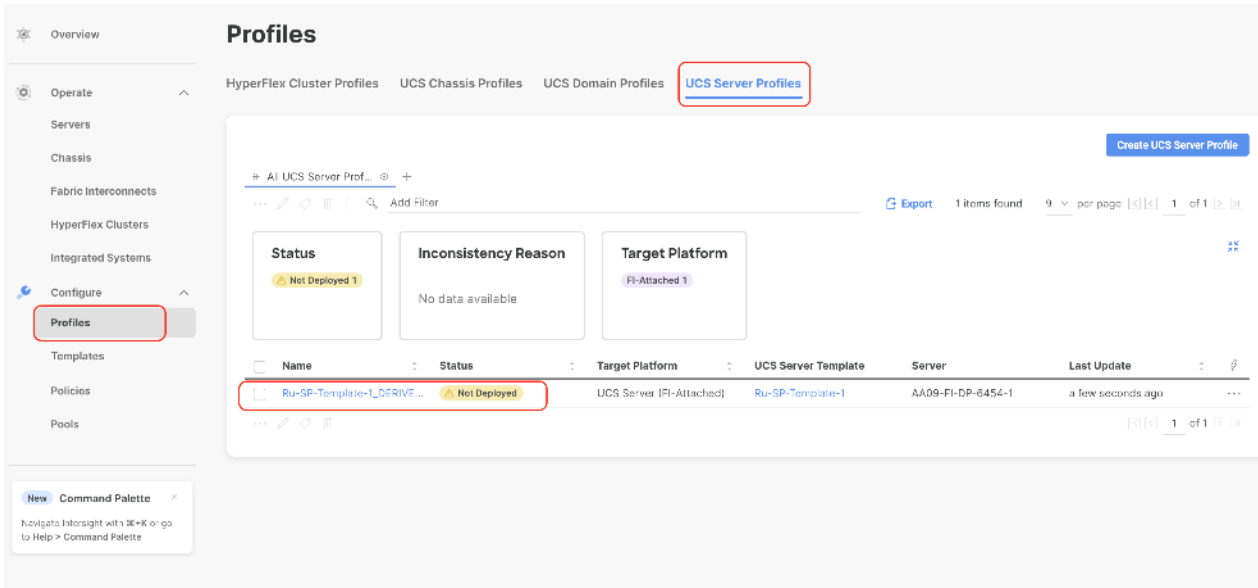 Overview
Operate
Servers
Chassis
Fabric Interconnects
HyperFlex Clusters
Integrated Systems
Configure
Profiles
Templates
Policies
Pools
New Command Palette ×
Navigate Intersight with ⌘+K or go
to Help > Command Palette
Profiles
HyperFlex Cluster Profiles UCS Chassis Profiles UCS Domain Profiles UCS Server Profiles
Create UCS Server Profile
All UCS Server Prof... +
Add Filter Export 1 items found 9 per page 1 of 1
Status
Not Deployed 1
Inconsistency Reason
No data available
Target Platform
FI-Attached 1
Name Status Target Platform UCS Server Template Server Last Update
Ru-SP-Template-1_DERIVE... Not Deployed UCS Server (FI-Attached) Ru-SP-Template-1 AA09-FI-DP-6454-1 a few seconds ago ...
1 of 1